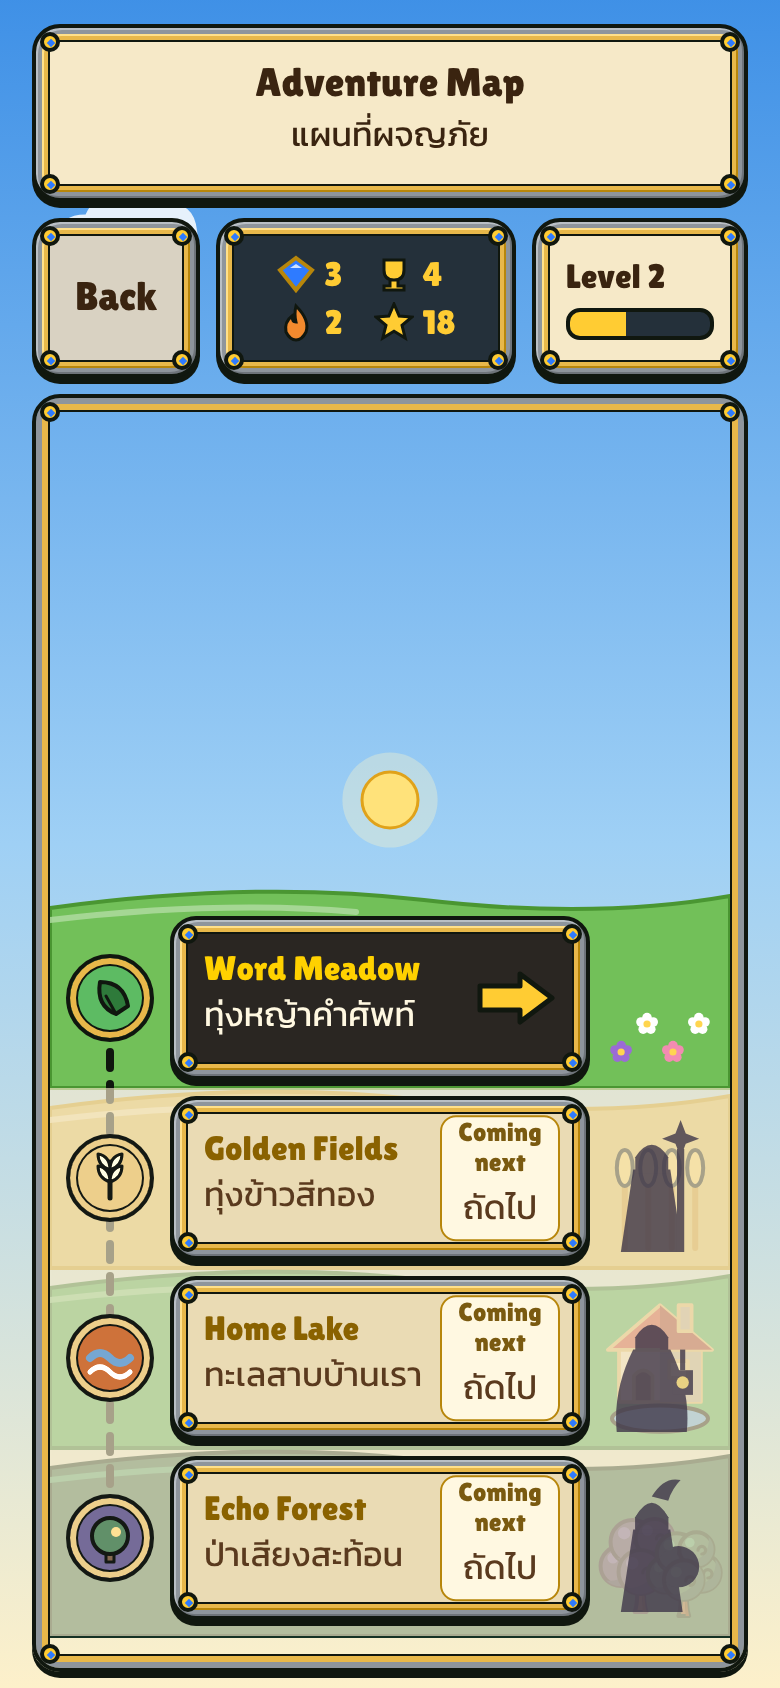 Adventure Map
แผนที่ผจญภัย
Back
3
4
2
18
Level 2
Word Meadow
ทุ่งหญ้าคำศัพท์
Golden Fields
ทุ่งข้าวสีทอง
Coming
next
ถัดไป
Home Lake
ทะเลสาบบ้านเรา
Coming
next
ถัดไป
Echo Forest
ป่าเสียงสะท้อน
Coming
next
ถัดไป